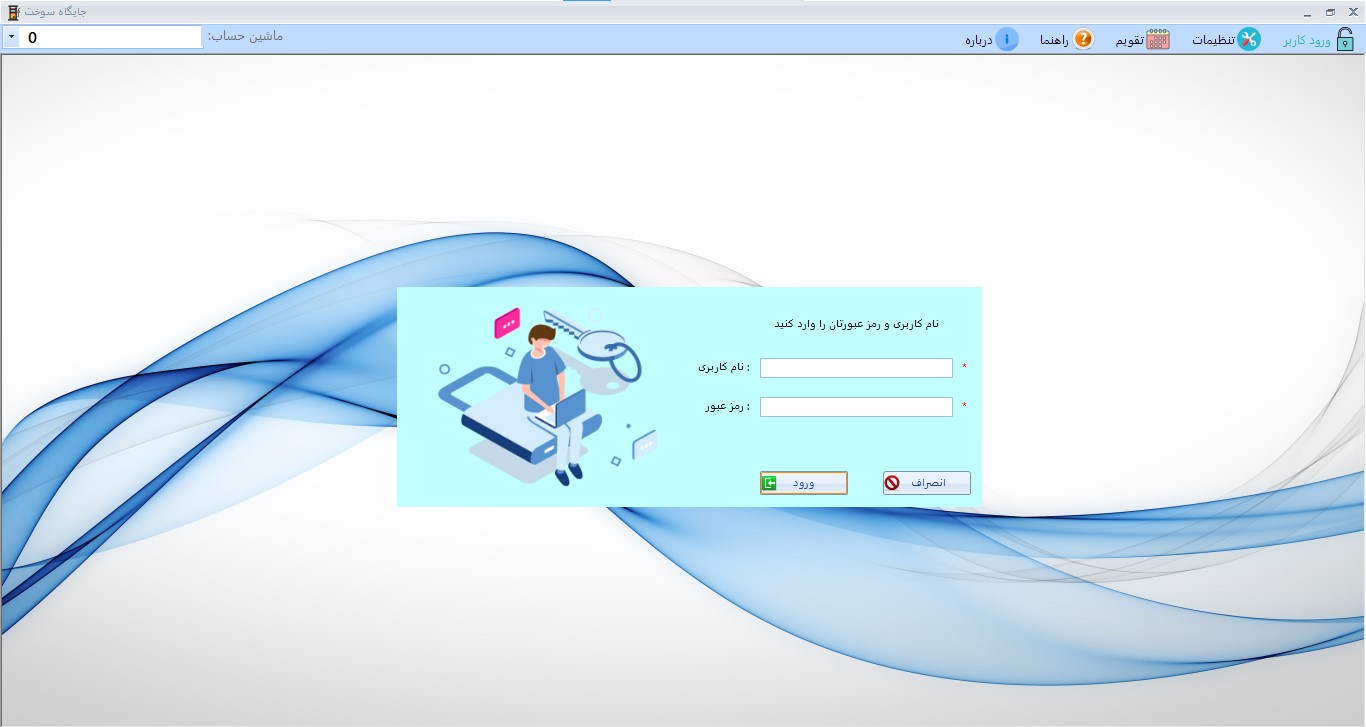 جایگاه سوخت
ورود کاربر
تنظیمات
تقویم
راهنما
درباره
ماشین حساب:
0
نام کاربری و رمز عبورتان را وارد کنید
نام کاربری :
*
رمز عبور :
*
ورود
انصراف